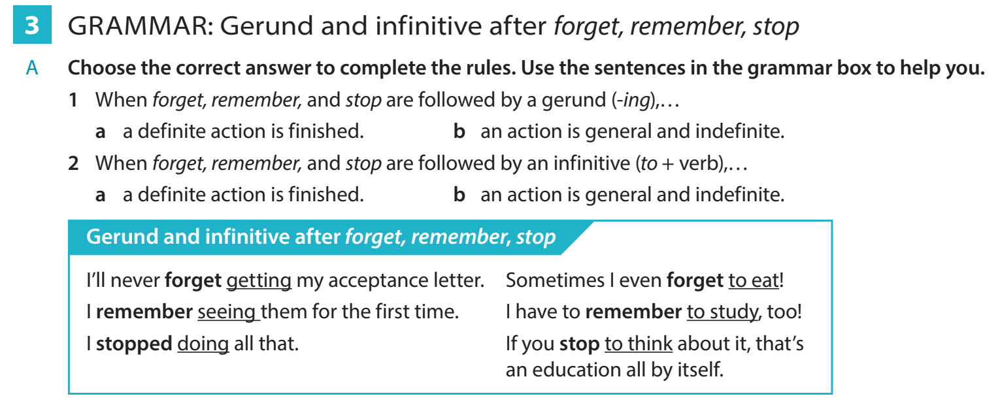 3 GRAMMAR: Gerund and infinitive after forget, remember, stop
A Choose the correct answer to complete the rules. Use the sentences in the grammar box to help you.
1 When forget, remember, and stop are followed by a gerund (-ing),…
a a definite action is finished. b an action is general and indefinite.
2 When forget, remember, and stop are followed by an infinitive (to + verb),…
a a definite action is finished. b an action is general and indefinite.
Gerund and infinitive after forget, remember, stop
I'll never forget getting my acceptance letter. Sometimes I even forget to eat!
I remember seeing them for the first time. I have to remember to study, too!
I stopped doing all that. If you stop to think about it, that's
an education all by itself.